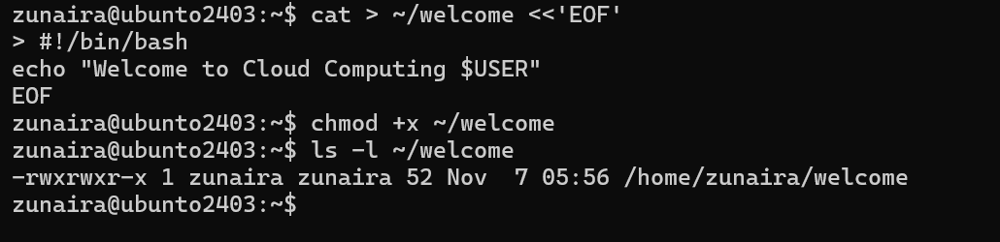 zunaira@ubunto2403:~$ cat > ~/welcome <<'EOF'
> #!/bin/bash
echo "Welcome to Cloud Computing $USER"
EOF
zunaira@ubunto2403:~$ chmod +x ~/welcome
zunaira@ubunto2403:~$ ls -l ~/welcome
-rwxrwxr-x 1 zunaira zunaira 52 Nov  7 05:56 /home/zunaira/welcome
zunaira@ubunto2403:~$